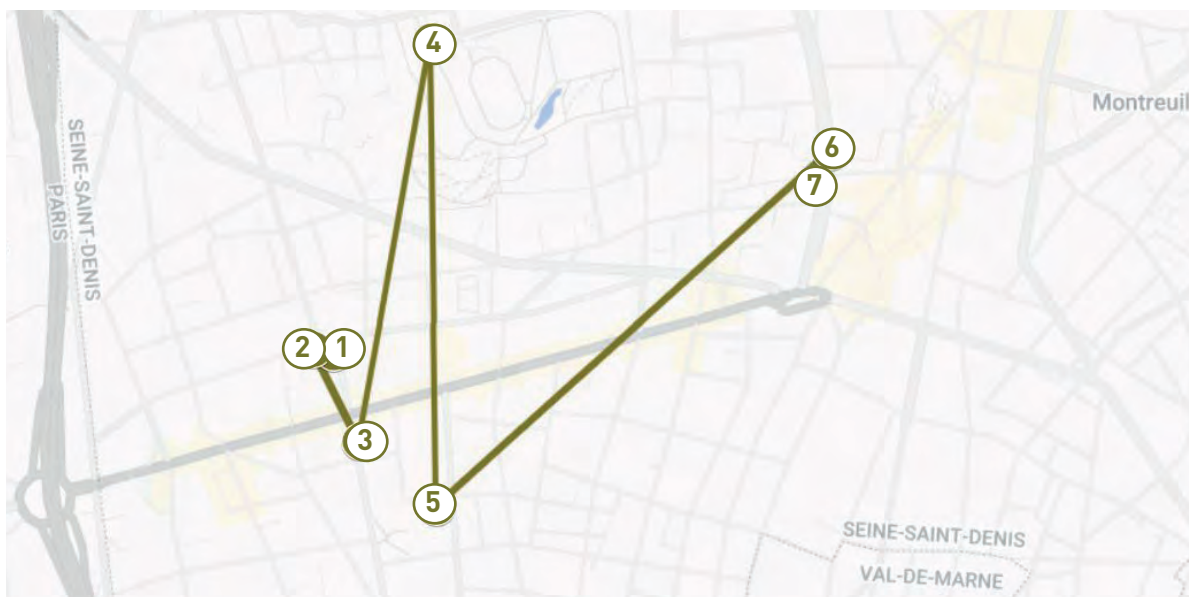 4
Montreuil
SEINE-SAINT-DENIS
PARIS
6
7
2
1
3
5
SEINE-SAINT-DENIS
VAL-DE-MARNE